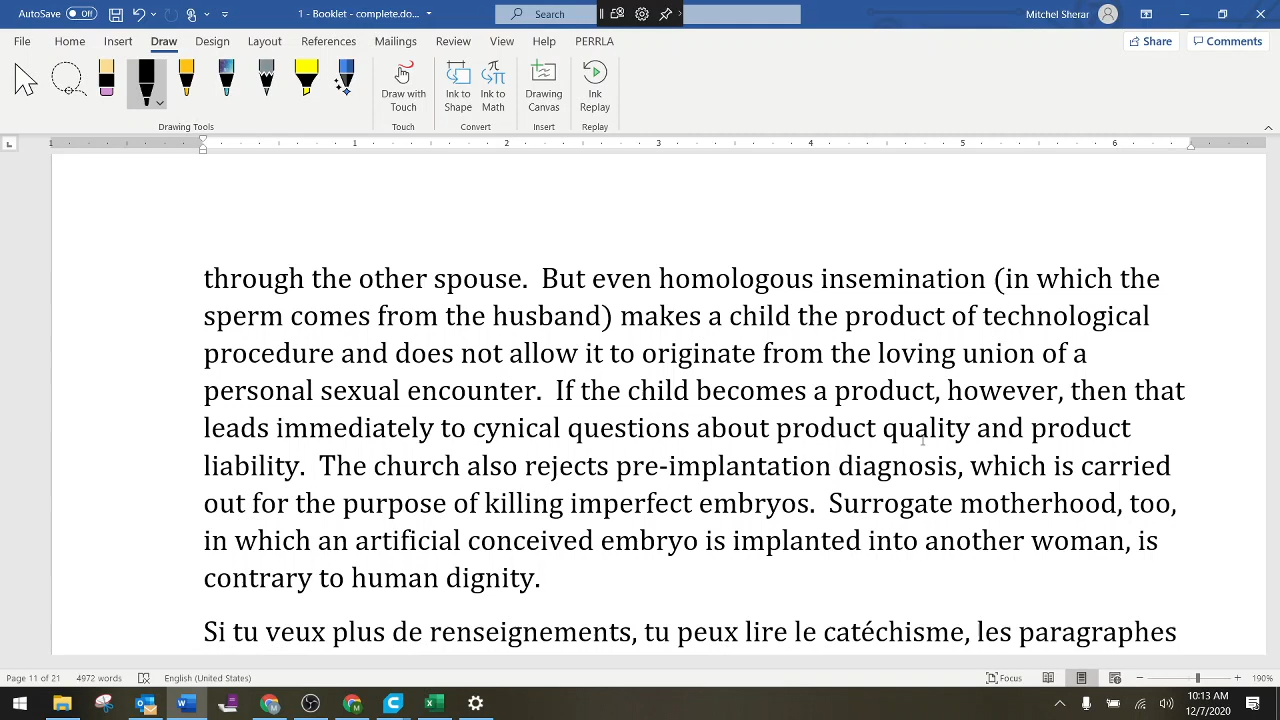 AutoSave Off 1 - Booklet - complete.do... Search Mitchel Sherar
File Home Insert Draw Design Layout References Mailings Review View Help PERRLA Share Comments
Draw with Touch Ink to Shape Ink to Math Drawing Canvas Ink Replay
Drawing Tools Touch Convert Insert Replay
1 1 2 3 4 5 6
through the other spouse.  But even homologous insemination (in which the
sperm comes from the husband) makes a child the product of technological
procedure and does not allow it to originate from the loving union of a
personal sexual encounter.  If the child becomes a product, however, then that
leads immediately to cynical questions about product quality and product
liability.  The church also rejects pre-implantation diagnosis, which is carried
out for the purpose of killing imperfect embryos.  Surrogate motherhood, too,
in which an artificial conceived embryo is implanted into another woman, is
contrary to human dignity.
Si tu veux plus de renseignements, tu peux lire le catéchisme, les paragraphes
Page 11 of 21 4972 words English (United States) Focus 190%
10:13 AM
12/7/2020